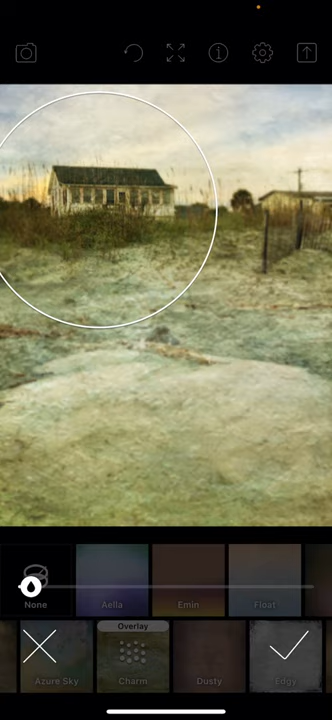 None
Aella
Emin
Float
Overlay
Azure Sky
Charm
Dusty
Edgy